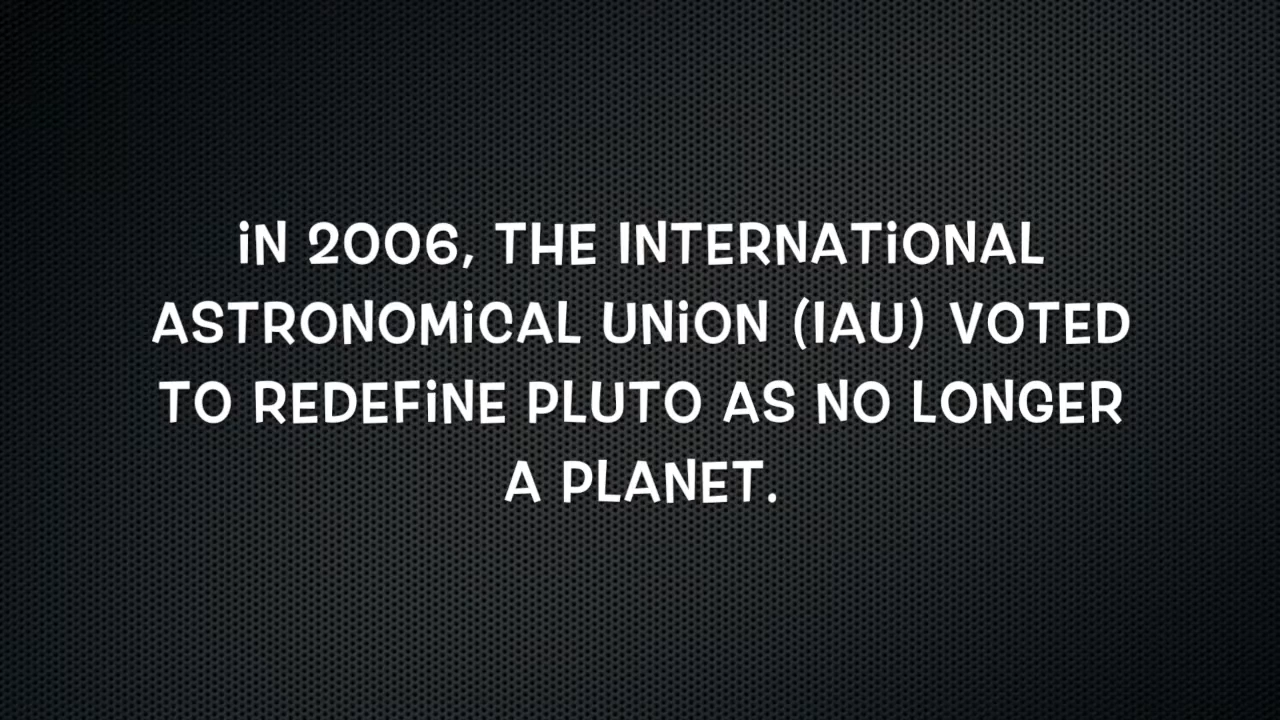 iN 2006, THE INTERNATiONAL
ASTRONOMiCAL UNiON (IAU) VOTED
TO REDEFiNE PLUTO AS NO LONGER
A PLANET.